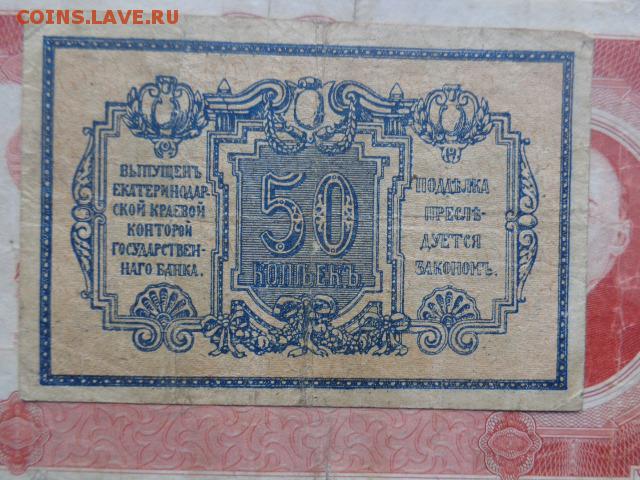 COINS.LAVE.RU
ВЫПУЩЕНЪ
ЕКАТЕРИНОДАР-
СКОЙ КРАЕВОЙ
КОНТОРОЙ
ГОСУДАРСТВЕН-
НАГО БАНКА.
50
КОПѢЕКЪ
ПОДДѢЛКА
ПРЕСЛѢ-
ДУЕТСЯ
ЗАКОНОМЪ.